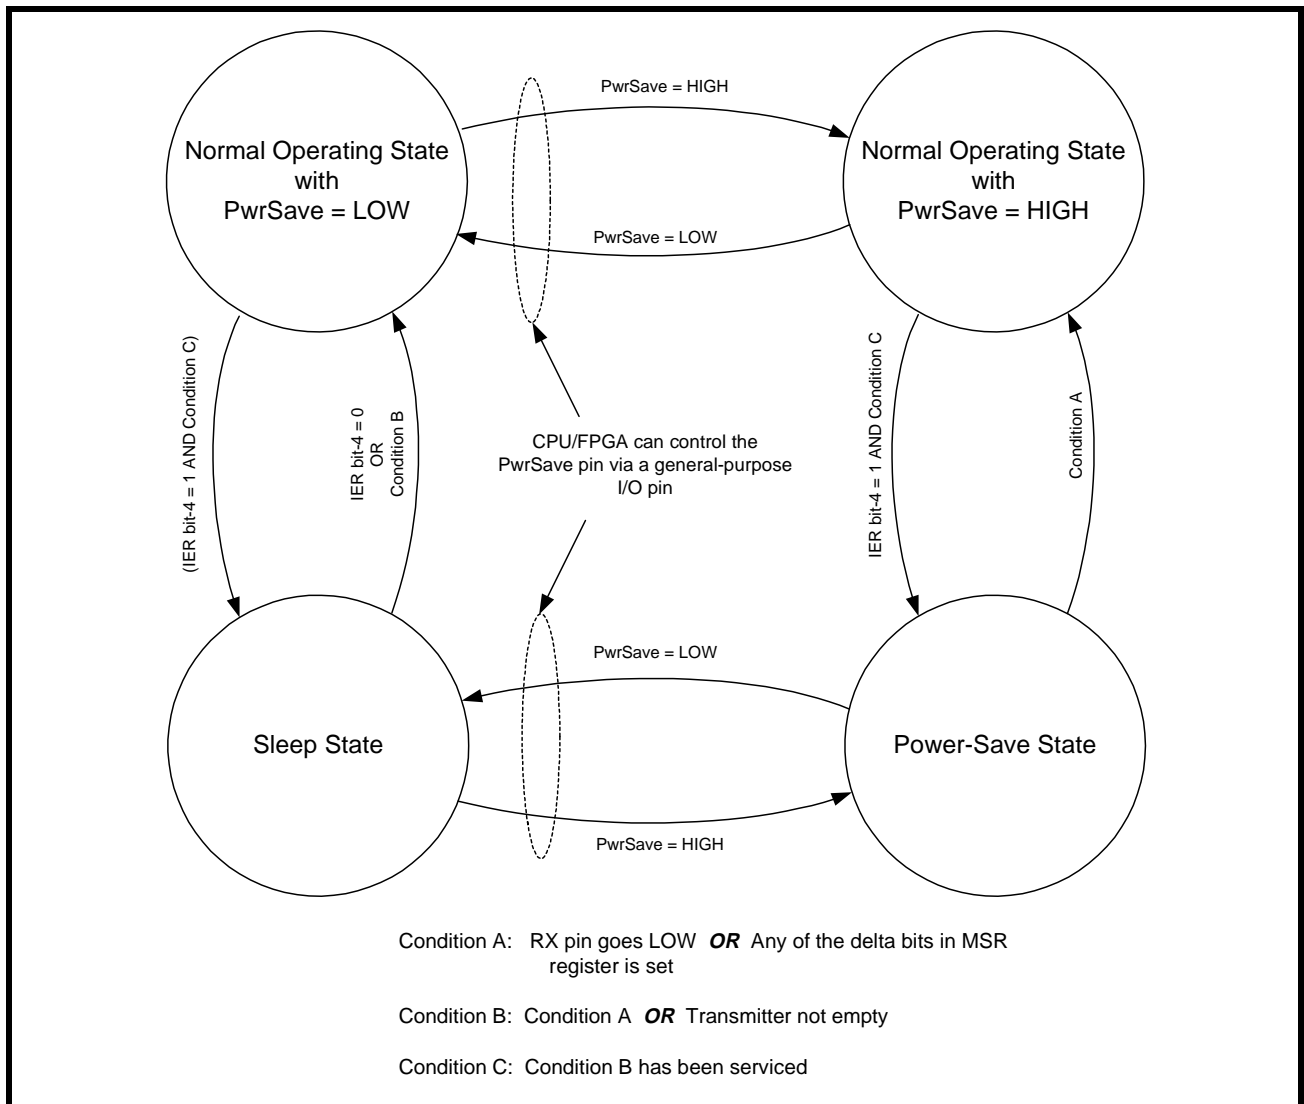 PwrSave = HIGH
Normal Operating State
with
PwrSave = LOW
Normal Operating State
with
PwrSave = HIGH
PwrSave = LOW
(IER bit-4 = 1 AND Condition C)
IER bit-4 = 0
OR
Condition B
CPU/FPGA can control the
PwrSave pin via a general-purpose
I/O pin
IER bit-4 = 1 AND Condition C
Condition A
PwrSave = LOW
Sleep State
Power-Save State
PwrSave = HIGH
Condition A: RX pin goes LOW OR Any of the delta bits in MSR
register is set
Condition B: Condition A OR Transmitter not empty
Condition C: Condition B has been serviced